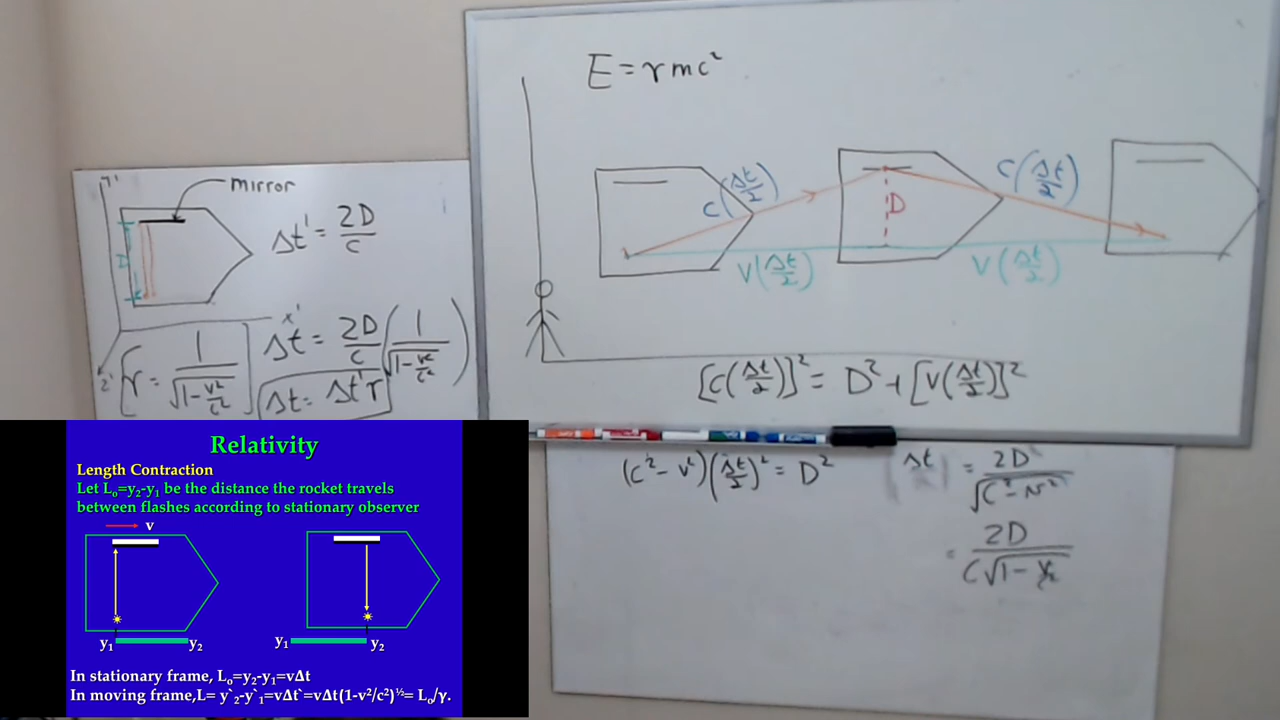 E = γmc²
C(Δt/2)
C(Δt/2)
D
V(Δt/2)
V(Δt/2)
[C(Δt/2)]² = D² + [V(Δt/2)]²
mirror
Δt' = 2D/C
D
x'
Δt = 2D/C (1/√(1-v²/c²))
γ = 1/√(1-v²/c²)
Δt = Δt'γ
z'
(C² - V²)(Δt/2)² = D²
Δt = 2D/√(C²-v²)
Relativity
Length Contraction
Let Lo=y2-y1 be the distance the rocket travels
between flashes according to stationary observer
v
y1 y2 y1 y2
In stationary frame, Lo=y2-y1=vΔt
In moving frame,L= y`2-y`1=vΔt`=vΔt(1-v²/c²)½= Lo/γ.